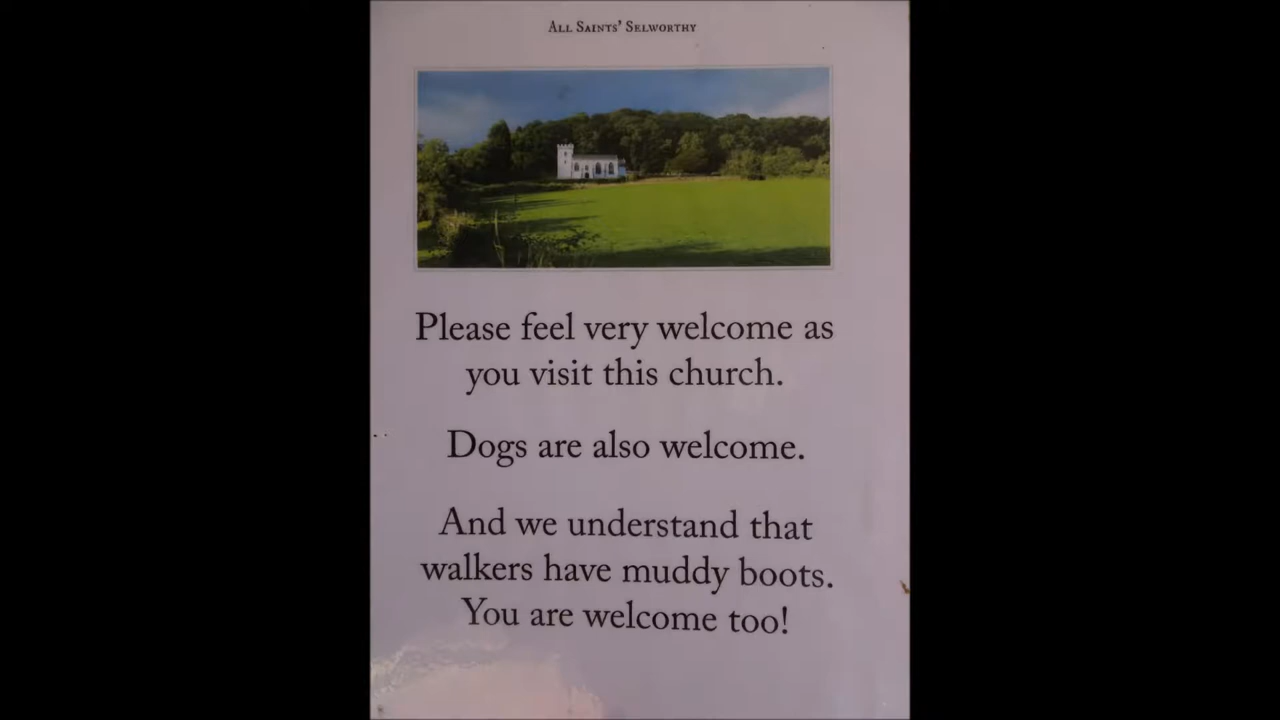 All Saints' Selworthy
Please feel very welcome as
you visit this church.
Dogs are also welcome.
And we understand that
walkers have muddy boots.
You are welcome too!